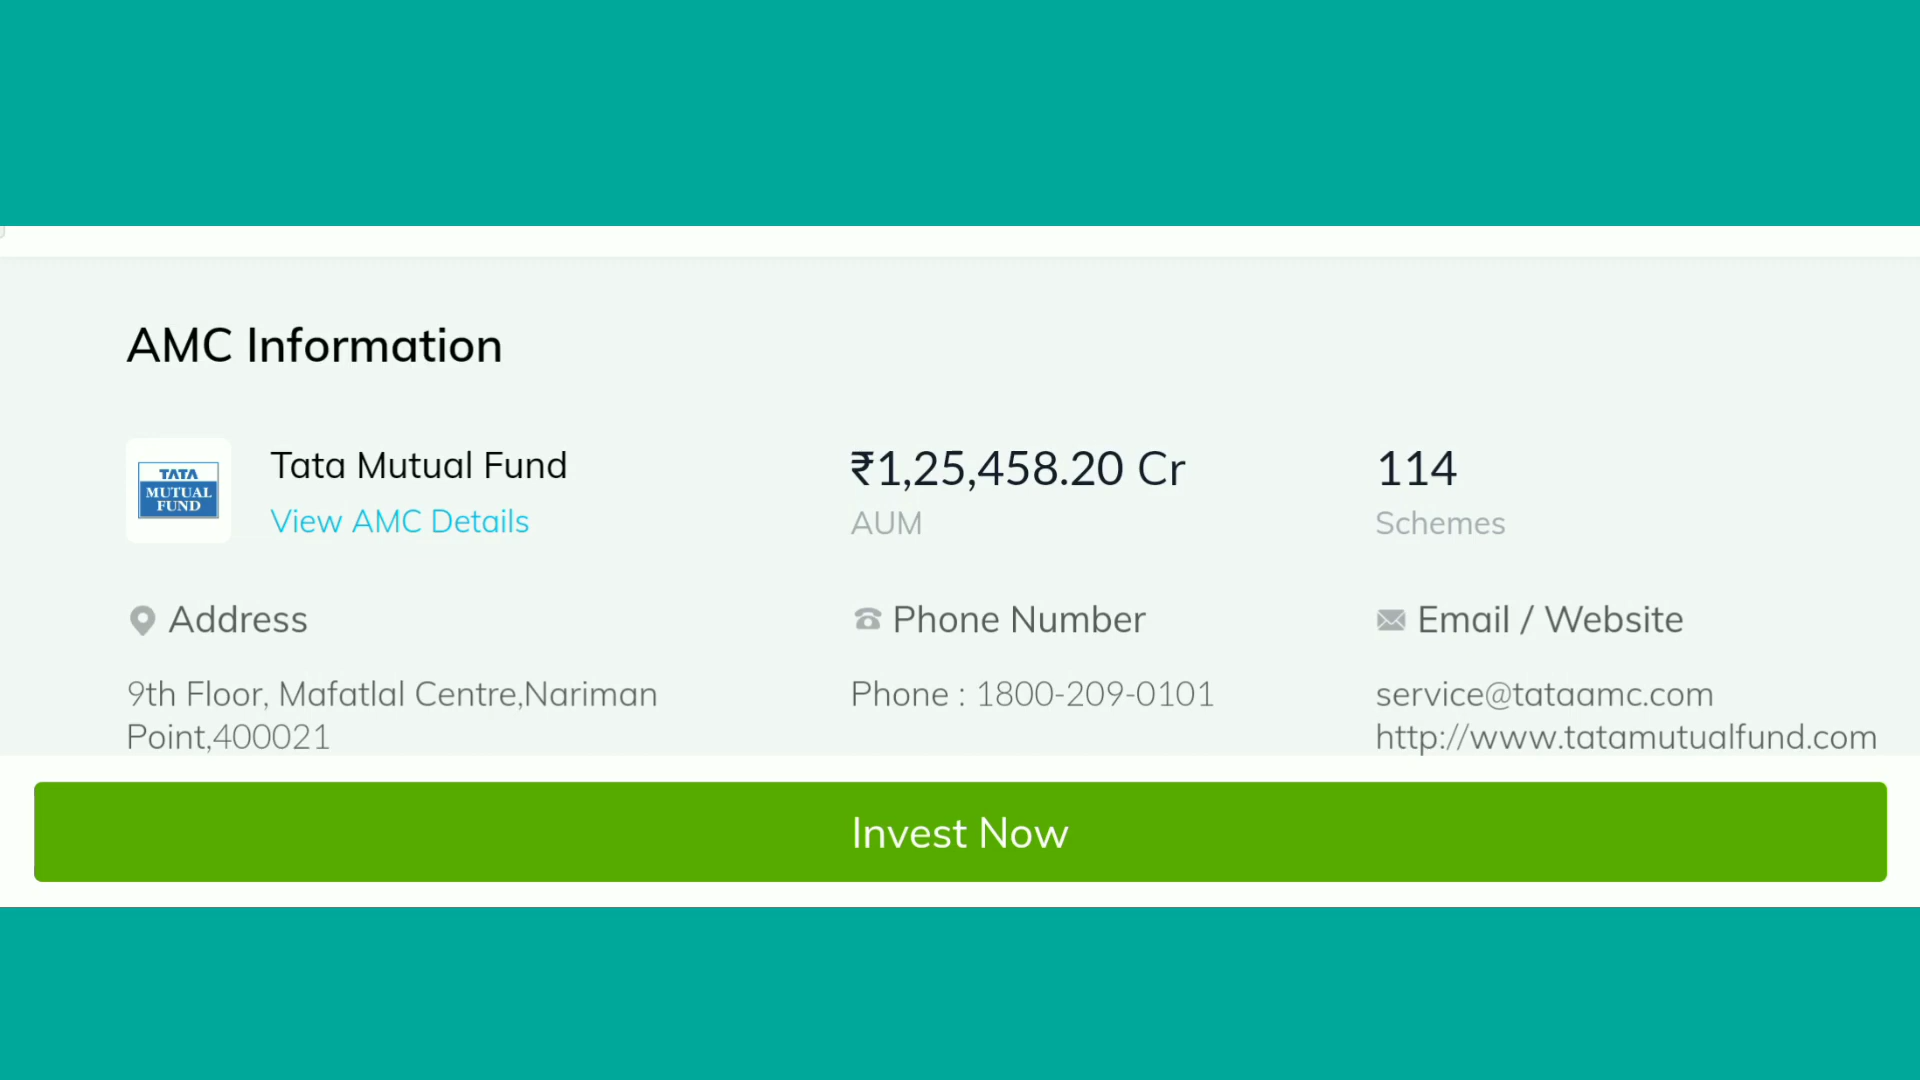 AMC Information
TATA
MUTUAL
FUND
Tata Mutual Fund
View AMC Details
₹1,25,458.20 Cr
AUM
114
Schemes
Address
9th Floor, Mafatlal Centre,Nariman
Point,400021
Phone Number
Phone : 1800-209-0101
Email / Website
service@tataamc.com
http://www.tatamutualfund.com
Invest Now